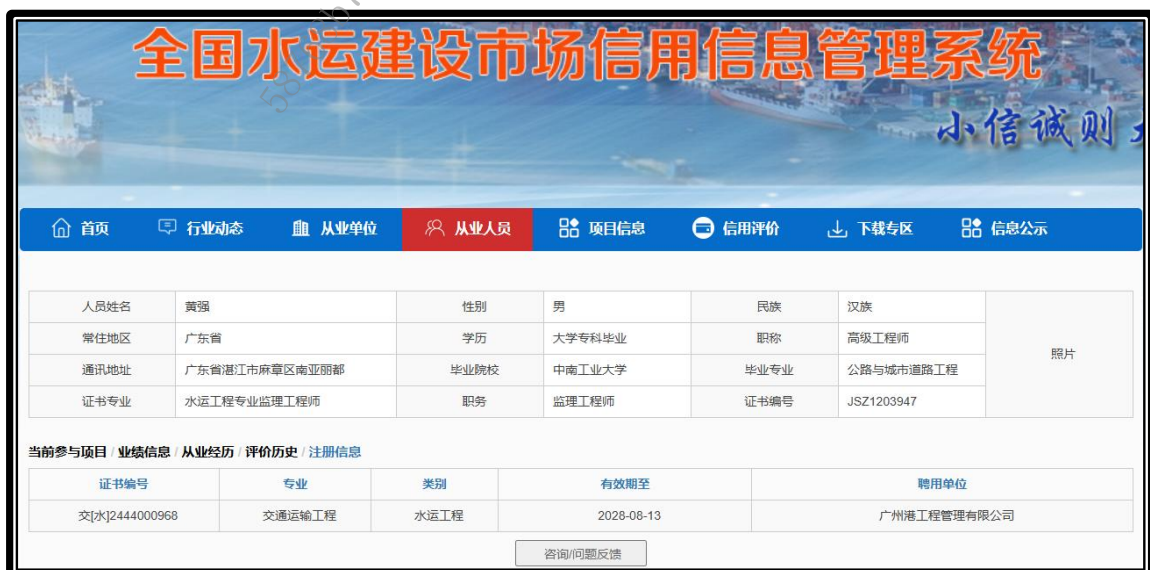 全国水运建设市场信用信息管理系统
小信诚则
首页 行业动态 从业单位 从业人员 项目信息 信用评价 下载专区 信息公示
人员姓名 黄强 性别 男 民族 汉族 照片
常住地区 广东省 学历 大学专科毕业 职称 高级工程师
通讯地址 广东省湛江市麻章区南亚丽都 毕业院校 中南工业大学 毕业专业 公路与城市道路工程
证书专业 水运工程专业监理工程师 职务 监理工程师 证书编号 JSZ1203947
当前参与项目 / 业绩信息 / 从业经历 / 评价历史 / 注册信息
证书编号 专业 类别 有效期至 聘用单位
交[水]2444000968 交通运输工程 水运工程 2028-08-13 广州港工程管理有限公司
咨询/问题反馈